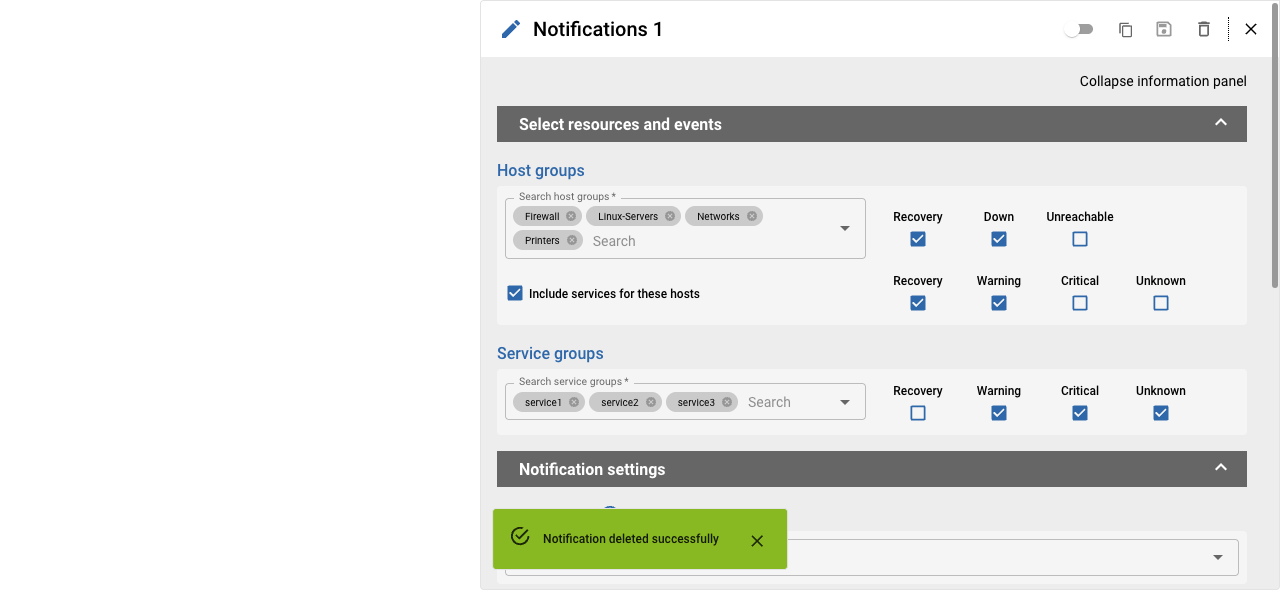 Notifications 1
Collapse information panel
Select resources and events
Host groups
Search host groups *
Firewall Linux-Servers Networks
Printers Search
Recovery Down Unreachable
Include services for these hosts
Recovery Warning Critical Unknown
Service groups
Search service groups *
service1 service2 service3 Search
Recovery Warning Critical Unknown
Notification settings
Notification deleted successfully